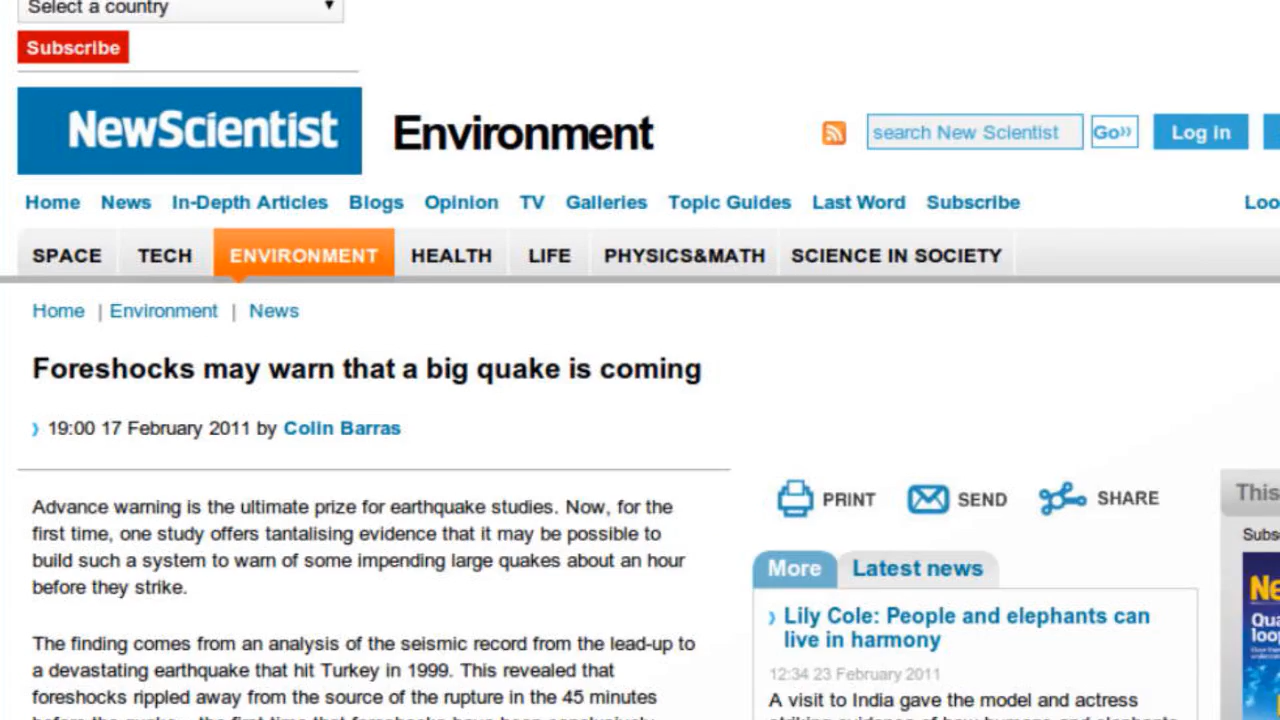 Select a country
Subscribe
NewScientist Environment
search New Scientist Go»
Log in
Home News In-Depth Articles Blogs Opinion TV Galleries Topic Guides Last Word Subscribe
SPACE TECH ENVIRONMENT HEALTH LIFE PHYSICS&MATH SCIENCE IN SOCIETY
Home | Environment | News
Foreshocks may warn that a big quake is coming
19:00 17 February 2011 by Colin Barras
Advance warning is the ultimate prize for earthquake studies. Now, for the
first time, one study offers tantalising evidence that it may be possible to
build such a system to warn of some impending large quakes about an hour
before they strike.
The finding comes from an analysis of the seismic record from the lead-up to
a devastating earthquake that hit Turkey in 1999. This revealed that
foreshocks rippled away from the source of the rupture in the 45 minutes
PRINT SEND SHARE
More Latest news
Lily Cole: People and elephants can
live in harmony
12:34 23 February 2011
A visit to India gave the model and actress
This